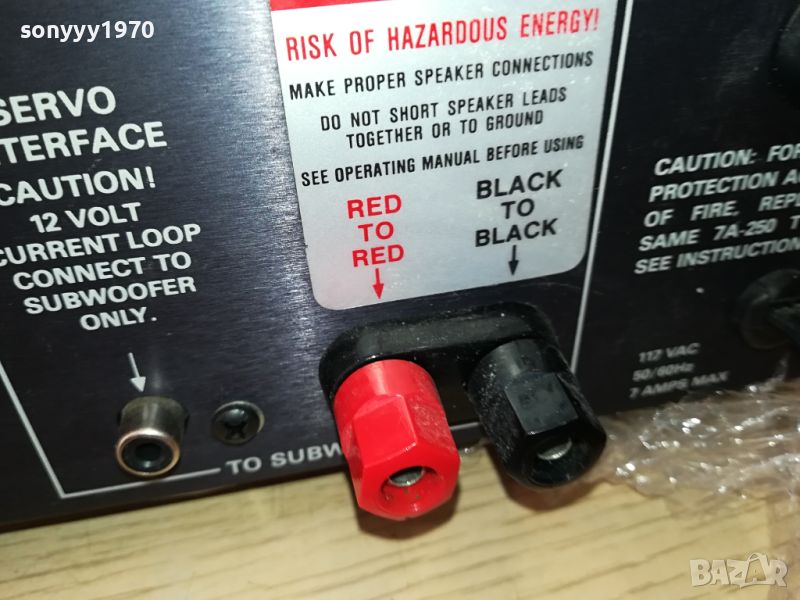 sonyyy1970
RISK OF HAZARDOUS ENERGY!
MAKE PROPER SPEAKER CONNECTIONS
DO NOT SHORT SPEAKER LEADS
TOGETHER OR TO GROUND
SEE OPERATING MANUAL BEFORE USING
RED
TO
RED
BLACK
TO
BLACK
SERVO
NTERFACE
CAUTION!
12 VOLT
CURRENT LOOP
CONNECT TO
SUBWOOFER
ONLY.
TO SUBW
CAUTION: FOR
PROTECTION AG
OF FIRE, REPL
SAME 7A-250 T
SEE INSTRUCTION
117 VAC
50/60Hz
7 AMPS MAX
BAZAR